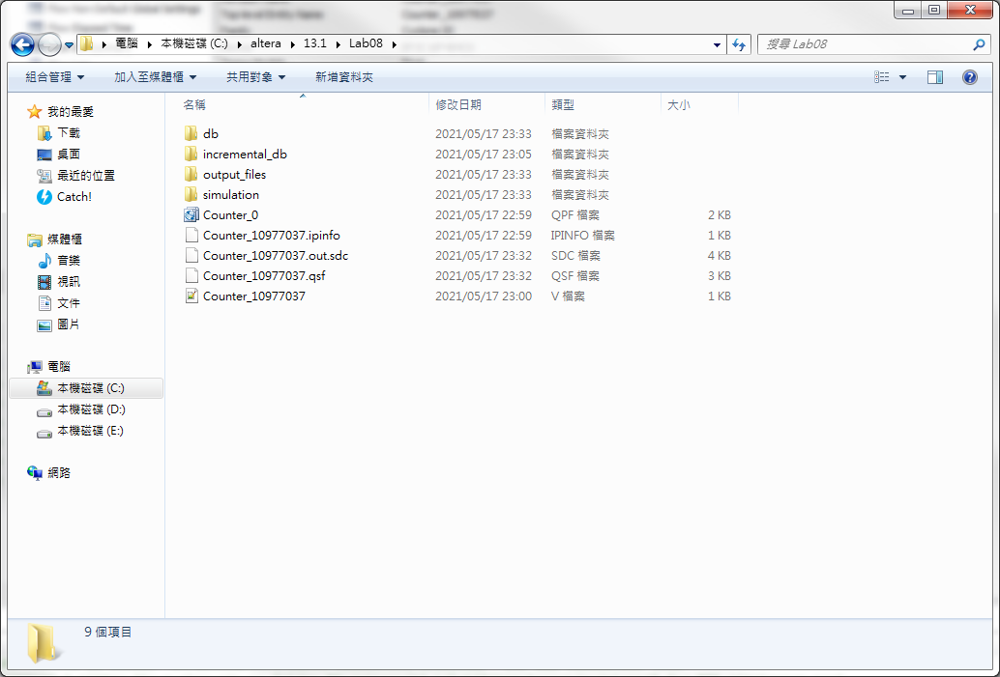 電腦 本機磁碟 (C:) altera 13.1 Lab08 搜尋 Lab08
組合管理 加入至媒體櫃 共用對象 新增資料夾
我的最愛
下載
桌面
最近的位置
Catch!
媒體櫃
音樂
視訊
文件
圖片
電腦
本機磁碟 (C:)
本機磁碟 (D:)
本機磁碟 (E:)
網路
名稱 修改日期 類型 大小
db 2021/05/17 23:33 檔案資料夾
incremental_db 2021/05/17 23:05 檔案資料夾
output_files 2021/05/17 23:33 檔案資料夾
simulation 2021/05/17 23:33 檔案資料夾
Counter_0 2021/05/17 22:59 QPF 檔案 2 KB
Counter_10977037.ipinfo 2021/05/17 22:59 IPINFO 檔案 1 KB
Counter_10977037.out.sdc 2021/05/17 23:32 SDC 檔案 4 KB
Counter_10977037.qsf 2021/05/17 23:32 QSF 檔案 3 KB
Counter_10977037 2021/05/17 23:00 V 檔案 1 KB
9 個項目